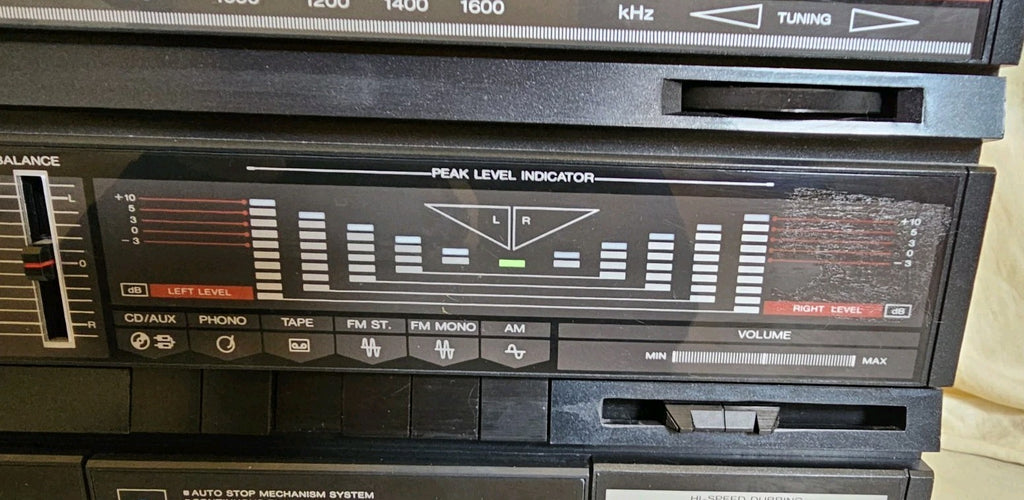 1200 1400 1600
kHz TUNING
BALANCE
L
O
R
PEAK LEVEL INDICATOR
+10
5
3
0
-3
L R
+10
5
3
0
-3
dB LEFT LEVEL
RIGHT LEVEL dB
CD/AUX PHONO TAPE FM ST. FM MONO AM
VOLUME
MIN MAX
AUTO STOP MECHANISM SYSTEM
HI-SPEED DUBBING